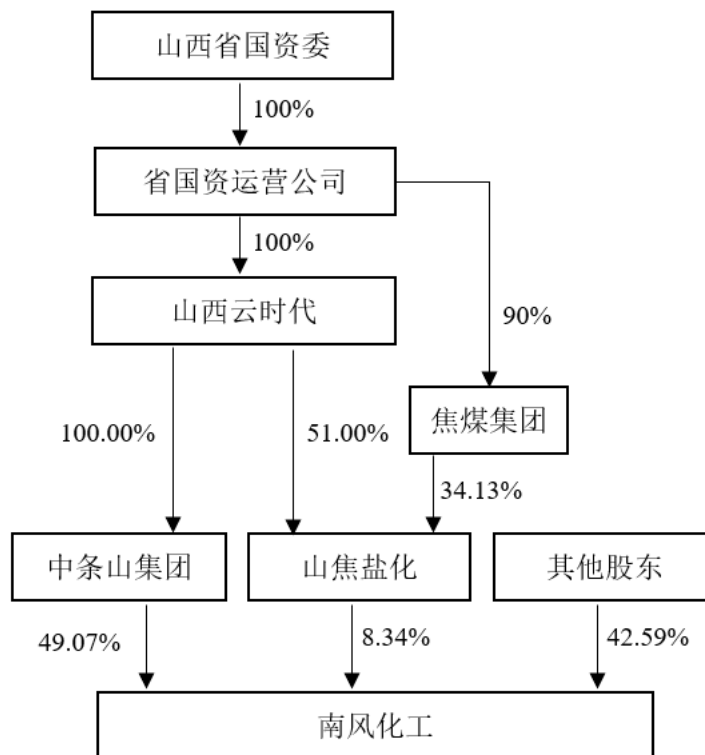 山西省国资委
100%
省国资运营公司
100%
山西云时代
90%
焦煤集团
100.00%
51.00%
34.13%
中条山集团
山焦盐化
其他股东
49.07%
8.34%
42.59%
南风化工